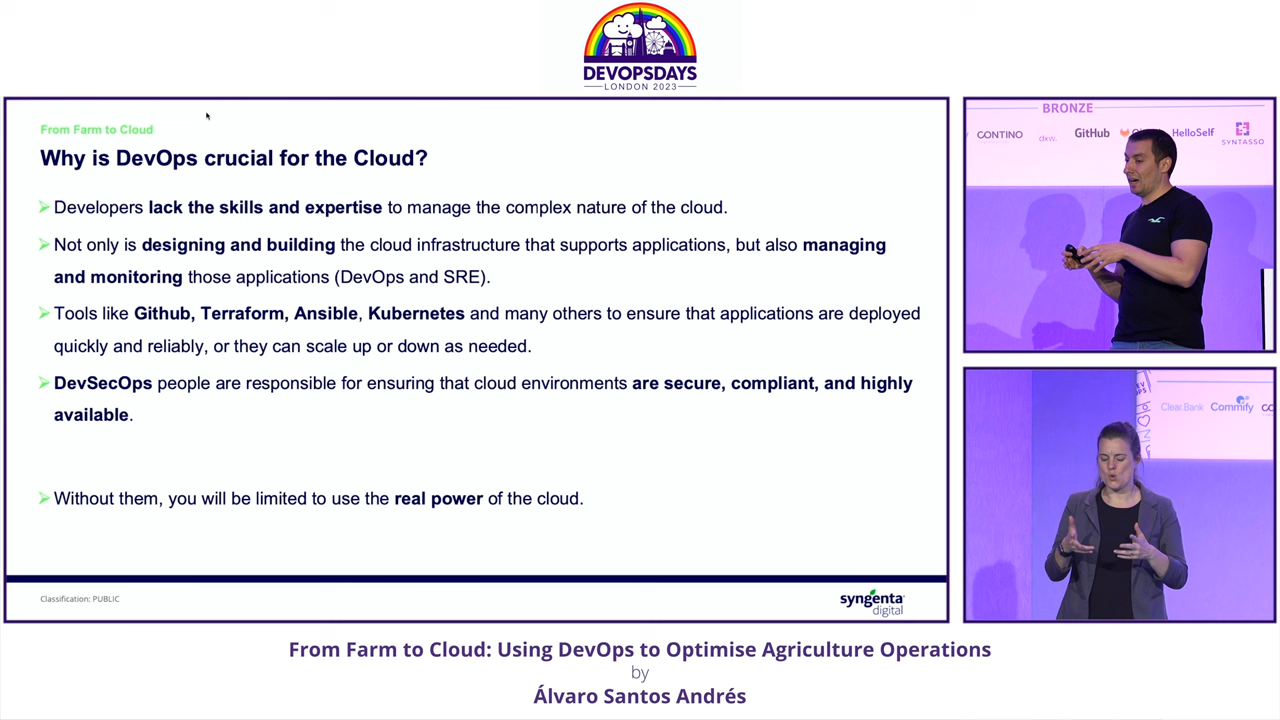 DEVOPSDAYS
LONDON 2023
From Farm to Cloud
Why is DevOps crucial for the Cloud?
Developers lack the skills and expertise to manage the complex nature of the cloud.
Not only is designing and building the cloud infrastructure that supports applications, but also managing
and monitoring those applications (DevOps and SRE).
Tools like Github, Terraform, Ansible, Kubernetes and many others to ensure that applications are deployed
quickly and reliably, or they can scale up or down as needed.
DevSecOps people are responsible for ensuring that cloud environments are secure, compliant, and highly
available.
Without them, you will be limited to use the real power of the cloud.
Classification: PUBLIC
syngenta
digital
BRONZE
CONTINO
dxw.
GitHub
HelloSelf
SYNTASSO
Clear.Bank
Commify
From Farm to Cloud: Using DevOps to Optimise Agriculture Operations
by
Álvaro Santos Andrés